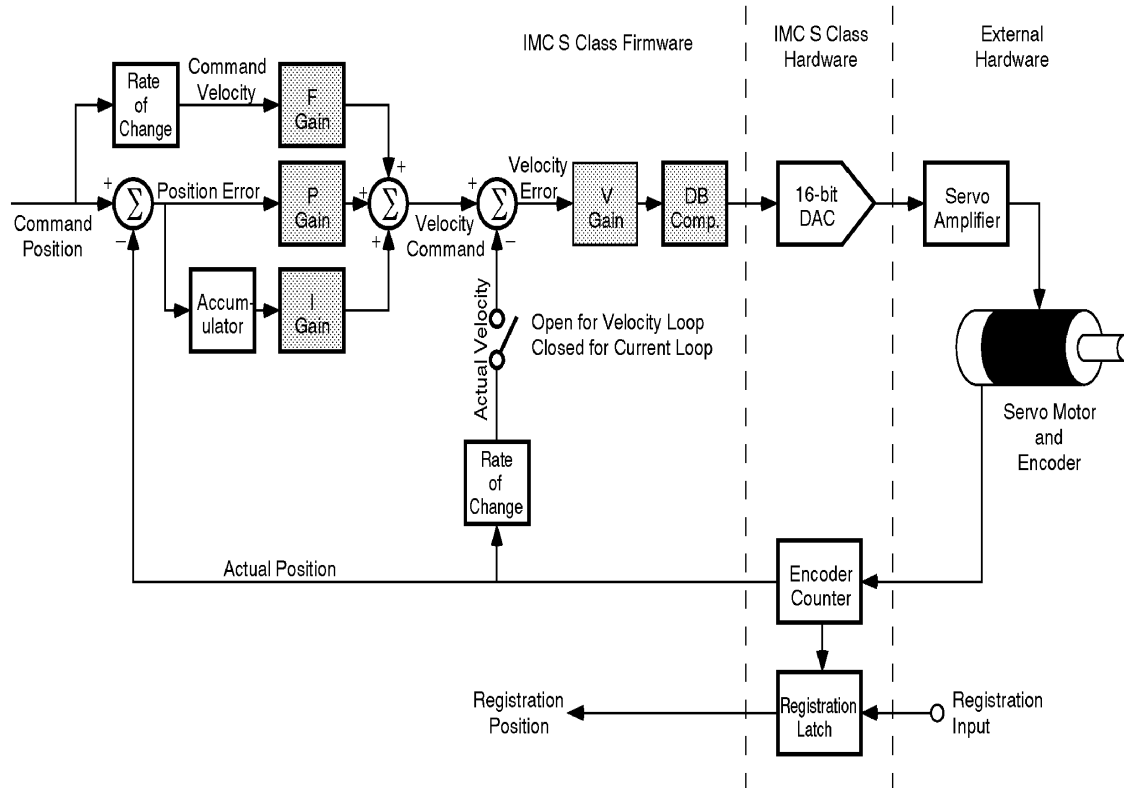 IMC S Class Firmware
IMC S Class
Hardware
External
Hardware
Rate
of
Change
Command
Velocity
F
Gain
Command
Position
+
Σ
−
Position Error
P
Gain
+
+
+
Σ
Velocity
Command
+
Σ
−
Velocity
Error
V
Gain
DB
Comp.
16-bit
DAC
Servo
Amplifier
Accum-
ulator
I
Gain
Actual Velocity
Open for Velocity Loop
Closed for Current Loop
Servo Motor
and
Encoder
Rate
of
Change
Actual Position
Encoder
Counter
Registration
Position
Registration
Latch
Registration
Input